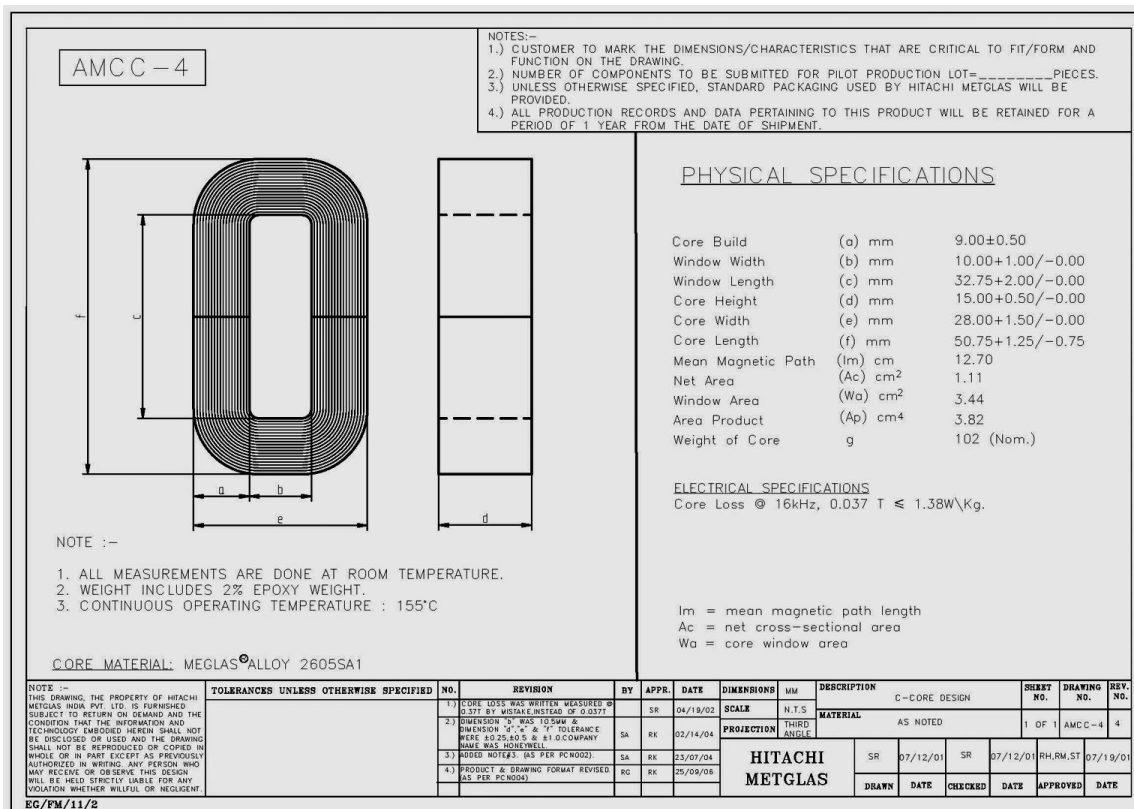 AMCC-4
NOTES:-
1.) CUSTOMER TO MARK THE DIMENSIONS/CHARACTERISTICS THAT ARE CRITICAL TO FIT/FORM AND
FUNCTION ON THE DRAWING.
2.) NUMBER OF COMPONENTS TO BE SUBMITTED FOR PILOT PRODUCTION LOT=________PIECES.
3.) UNLESS OTHERWISE SPECIFIED, STANDARD PACKAGING USED BY HITACHI METGLAS WILL BE
PROVIDED.
4.) ALL PRODUCTION RECORDS AND DATA PERTAINING TO THIS PRODUCT WILL BE RETAINED FOR A
PERIOD OF 1 YEAR FROM THE DATE OF SHIPMENT.
f
c
a
b
e
d
PHYSICAL SPECIFICATIONS
Core Build (a) mm 9.00±0.50
Window Width (b) mm 10.00+1.00/-0.00
Window Length (c) mm 32.75+2.00/-0.00
Core Height (d) mm 15.00+0.50/-0.00
Core Width (e) mm 28.00+1.50/-0.00
Core Length (f) mm 50.75+1.25/-0.75
Mean Magnetic Path (lm) cm 12.70
Net Area (Ac) cm² 1.11
Window Area (Wa) cm² 3.44
Area Product (Ap) cm⁴ 3.82
Weight of Core g 102 (Nom.)
ELECTRICAL SPECIFICATIONS
Core Loss @ 16kHz, 0.037 T ≤ 1.38W\Kg.
NOTE :-
1. ALL MEASUREMENTS ARE DONE AT ROOM TEMPERATURE.
2. WEIGHT INCLUDES 2% EPOXY WEIGHT.
3. CONTINUOUS OPERATING TEMPERATURE : 155°C
lm = mean magnetic path length
Ac = net cross-sectional area
Wa = core window area
CORE MATERIAL: MEGLAS® ALLOY 2605SA1
NOTE :-
THIS DRAWING, THE PROPERTY OF HITACHI
METGLAS INDIA PVT. LTD. IS FURNISHED
SUBJECT TO RETURN ON DEMAND AND THE
CONDITION THAT THE INFORMATION AND
TECHNOLOGY EMBODIED HEREIN SHALL NOT
BE DISCLOSED OR USED AND THE DRAWING
SHALL NOT BE REPRODUCED OR COPIED IN
WHOLE OR IN PART EXCEPT AS PREVIOUSLY
AUTHORIZED IN WRITING. ANY PERSON WHO
MAY RECEIVE OR OBSERVE THIS DESIGN
WILL BE HELD STRICTLY LIABLE FOR ANY
VIOLATION WHETHER WILLFUL OR NEGLIGENT.
TOLERANCES UNLESS OTHERWISE SPECIFIED
NO. REVISION BY APPR. DATE
1.) CORE LOSS WAS WRITTEN MEASURED @
0.37T BY MISTAKE,INSTEAD OF 0.037T
SR 04/19/02
2.) DIMENSION "b" WAS 10.5MM &
DIMENSION "d","e" & "f" TOLERANCE
WERE ±0.25,±0.5 & ±1.0.COMPANY
NAME WAS HONEYWELL.
SA RK 02/14/04
3.) ADDED NOTE#3. (AS PER PCN002).
SA RK 23/07/04
4.) PRODUCT & DRAWING FORMAT REVISED
(AS PER PCN004)
RG RK 25/09/06
DIMENSIONS MM
SCALE N.T.S
PROJECTION THIRD ANGLE
DESCRIPTION C-CORE DESIGN
MATERIAL AS NOTED
SHEET NO. DRAWING NO. REV. NO.
1 OF 1 AMCC-4 4
HITACHI
METGLAS
SR 07/12/01 SR 07/12/01 RH,RM,ST 07/19/01
DRAWN DATE CHECKED DATE APPROVED DATE
EG/FM/11/2